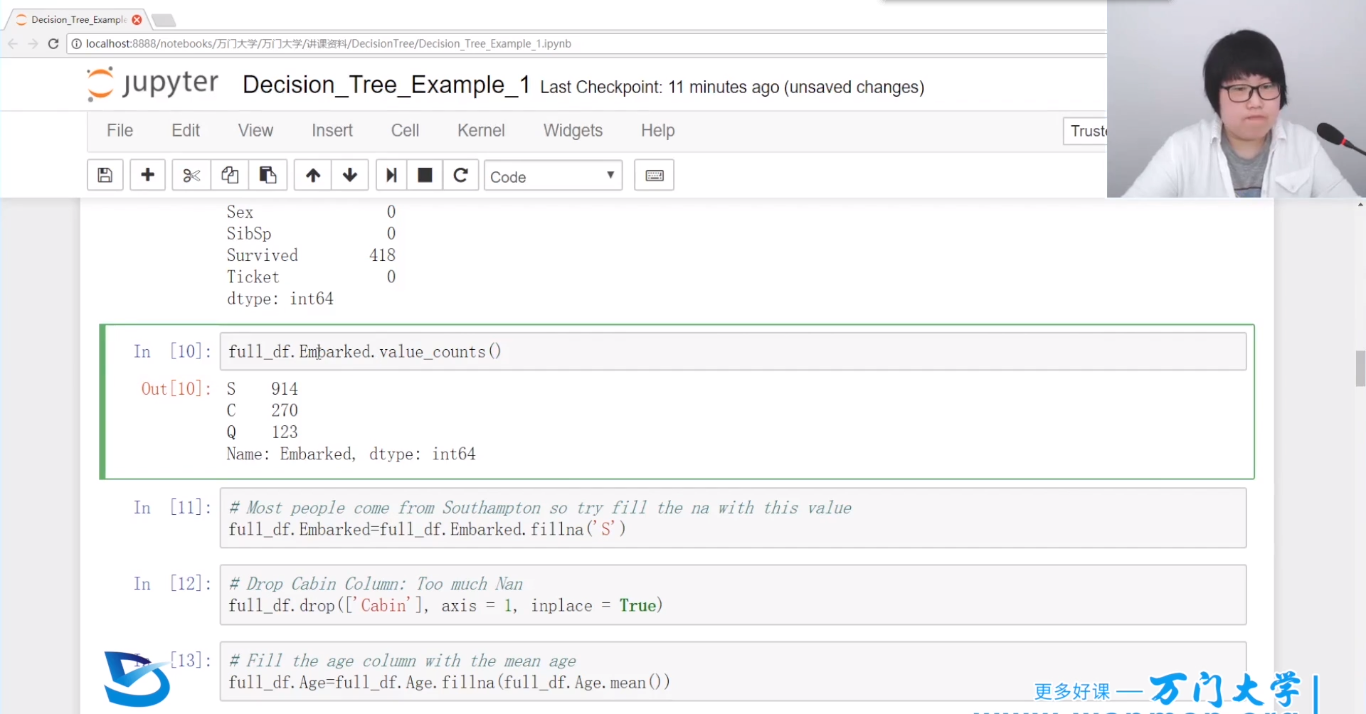 Decision_Tree_Example
localhost:8888/notebooks/万门大学/万门大学/讲课资料/DecisionTree/Decision_Tree_Example_1.ipynb
jupyter Decision_Tree_Example_1 Last Checkpoint: 11 minutes ago (unsaved changes)
File Edit View Insert Cell Kernel Widgets Help
Code
Sex 0
SibSp 0
Survived 418
Ticket 0
dtype: int64
In [10]: full_df.Embarked.value_counts()
Out[10]: S 914
C 270
Q 123
Name: Embarked, dtype: int64
In [11]: # Most people come from Southampton so try fill the na with this value
full_df.Embarked=full_df.Embarked.fillna('S')
In [12]: # Drop Cabin Column: Too much Nan
full_df.drop(['Cabin'], axis = 1, inplace = True)
[13]: # Fill the age column with the mean age
full_df.Age=full_df.Age.fillna(full_df.Age.mean())
更多好课 — 万门大学